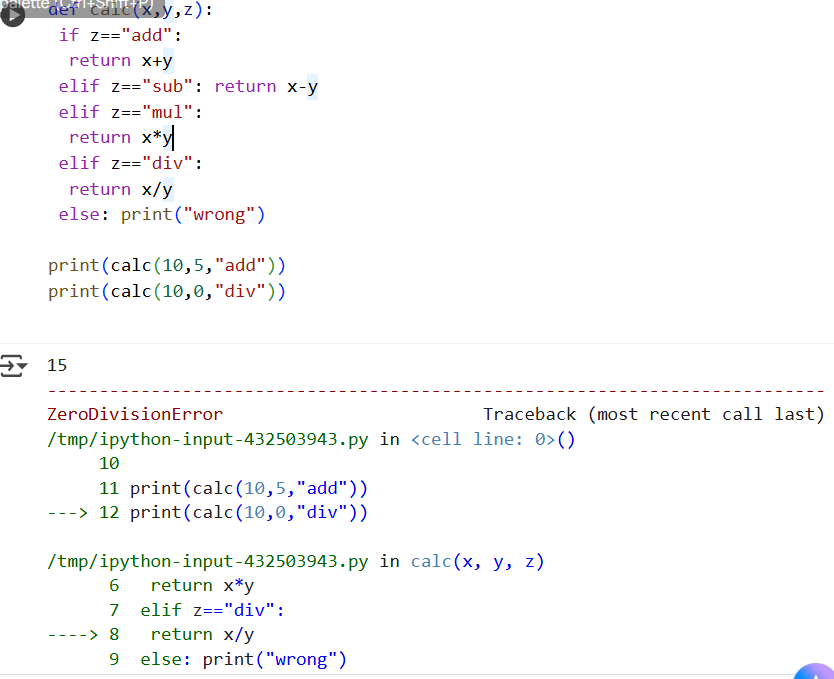 palette (Ctrl+Shift+P)
def calc(x,y,z):
 if z=="add":
  return x+y
 elif z=="sub": return x-y
 elif z=="mul":
  return x*y
 elif z=="div":
  return x/y
 else: print("wrong")

print(calc(10,5,"add"))
print(calc(10,0,"div"))

15
---------------------------------------------------------------------------
ZeroDivisionError                         Traceback (most recent call last)
/tmp/ipython-input-432503943.py in <cell line: 0>()
     10
     11 print(calc(10,5,"add"))
---> 12 print(calc(10,0,"div"))

/tmp/ipython-input-432503943.py in calc(x, y, z)
      6   return x*y
      7  elif z=="div":
----> 8   return x/y
      9  else: print("wrong")